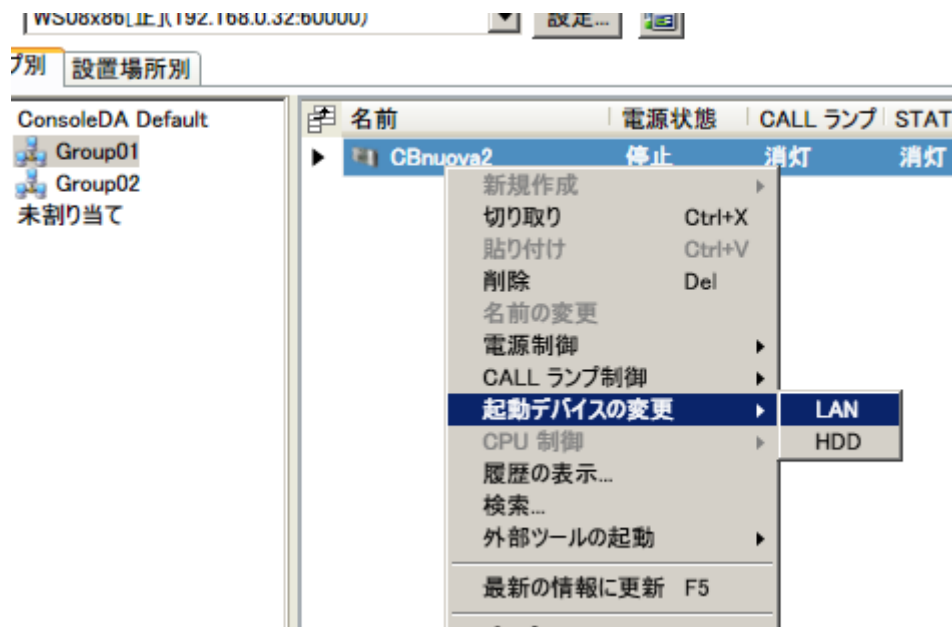 WS08x86[正](192.168.0.32:60000)
設定...
プ別
設置場所別
ConsoleDA Default
Group01
Group02
未割り当て
名前 電源状態 CALL ランプ STAT
CBnuova2 停止 消灯 消灯
新規作成
切り取り Ctrl+X
貼り付け Ctrl+V
削除 Del
名前の変更
電源制御
CALL ランプ制御
起動デバイスの変更
LAN
CPU 制御
HDD
履歴の表示...
検索...
外部ツールの起動
最新の情報に更新 F5